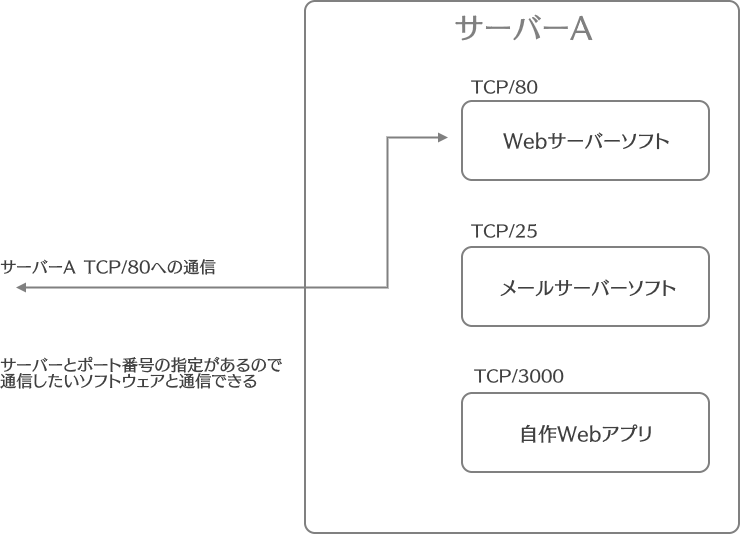 サーバーA
TCP/80
Webサーバーソフト
TCP/25
メールサーバーソフト
サーバーA TCP/80への通信
サーバーとポート番号の指定があるので
通信したいソフトウェアと通信できる
TCP/3000
自作Webアプリ